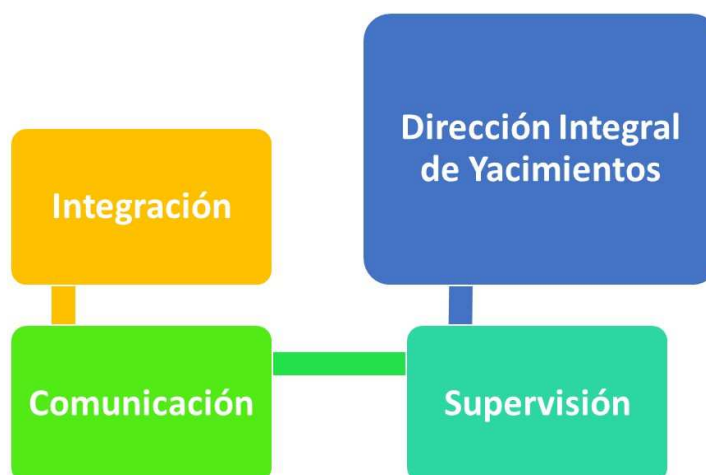 Integración
Comunicación
Supervisión
Dirección Integral
de Yacimientos